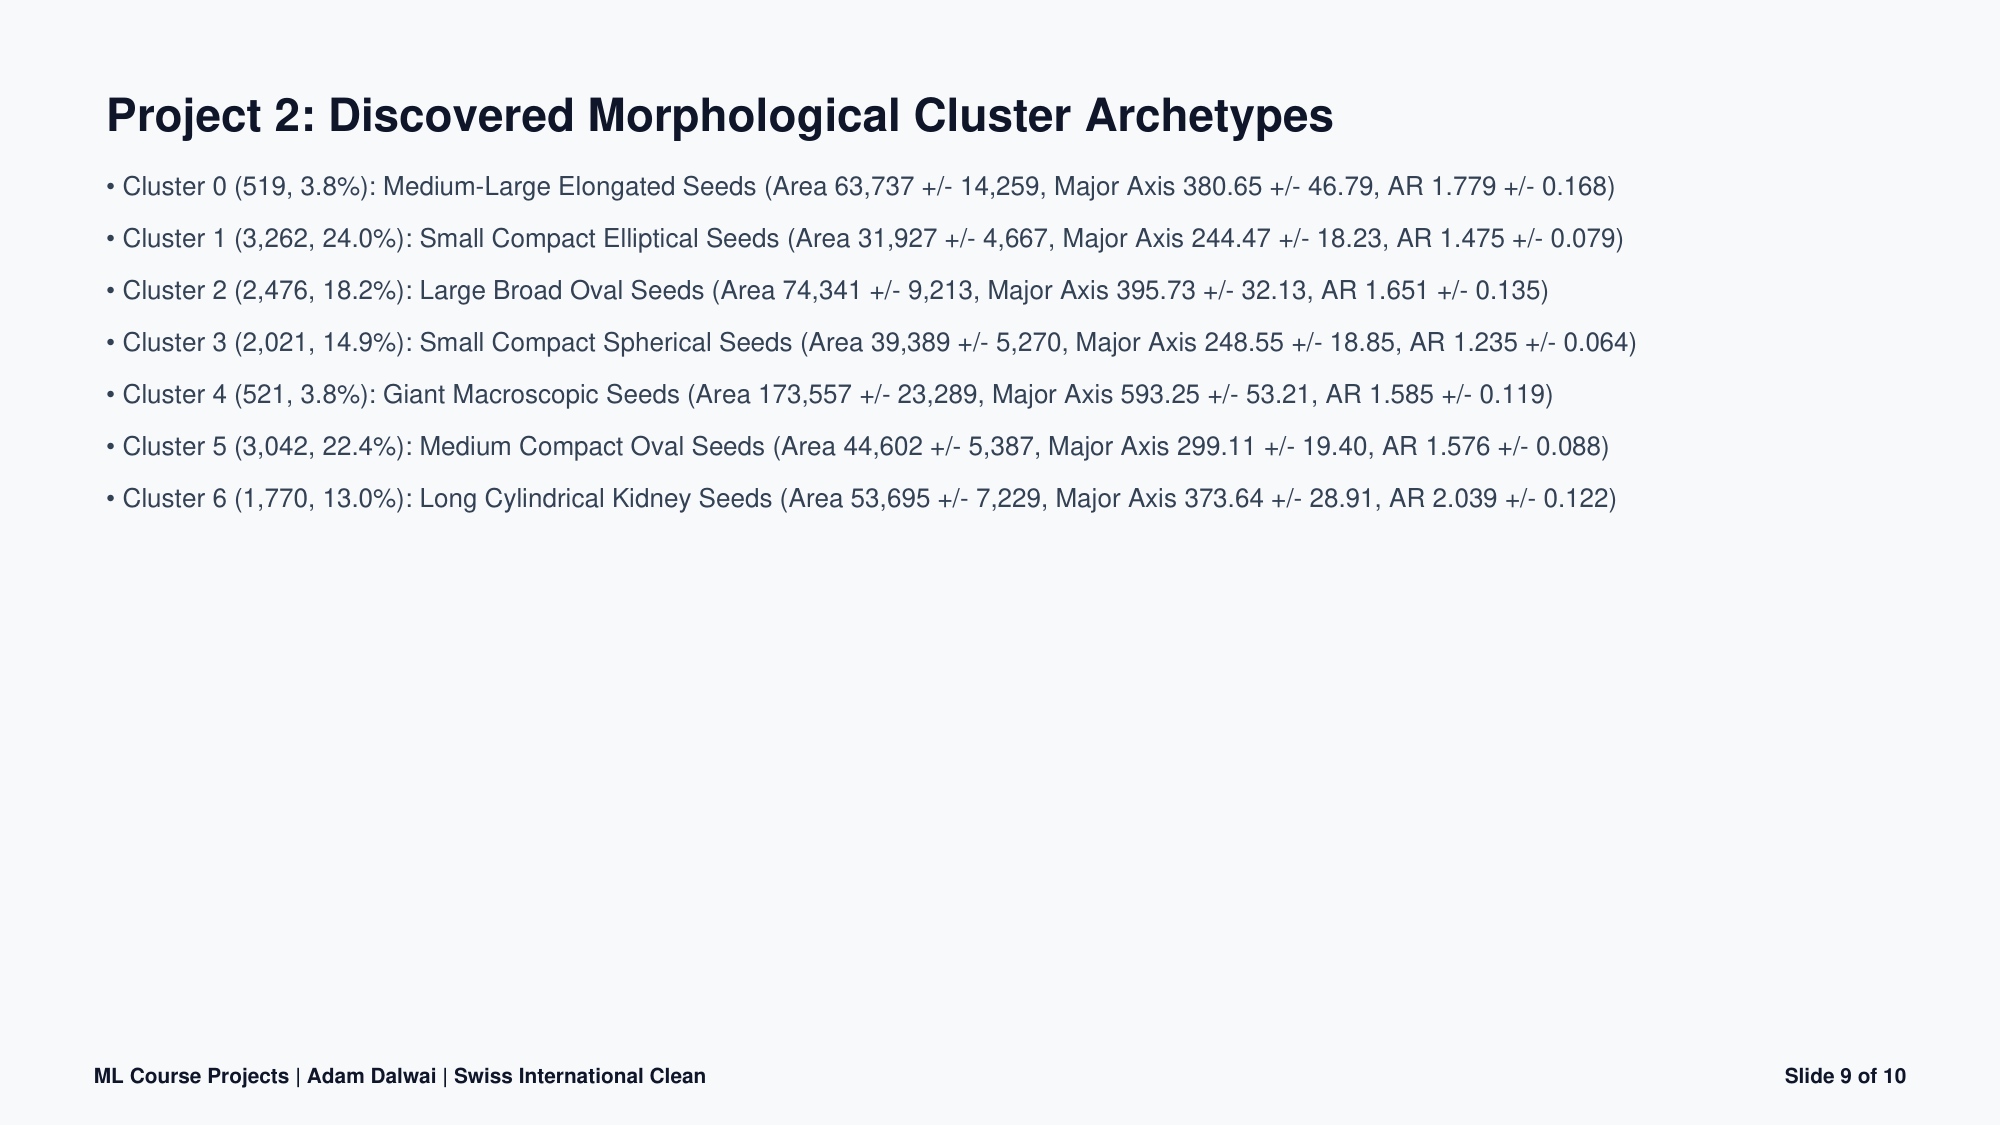 Project 2: Discovered Morphological Cluster Archetypes
• Cluster 0 (519, 3.8%): Medium-Large Elongated Seeds (Area 63,737 +/- 14,259, Major Axis 380.65 +/- 46.79, AR 1.779 +/- 0.168)
• Cluster 1 (3,262, 24.0%): Small Compact Elliptical Seeds (Area 31,927 +/- 4,667, Major Axis 244.47 +/- 18.23, AR 1.475 +/- 0.079)
• Cluster 2 (2,476, 18.2%): Large Broad Oval Seeds (Area 74,341 +/- 9,213, Major Axis 395.73 +/- 32.13, AR 1.651 +/- 0.135)
• Cluster 3 (2,021, 14.9%): Small Compact Spherical Seeds (Area 39,389 +/- 5,270, Major Axis 248.55 +/- 18.85, AR 1.235 +/- 0.064)
• Cluster 4 (521, 3.8%): Giant Macroscopic Seeds (Area 173,557 +/- 23,289, Major Axis 593.25 +/- 53.21, AR 1.585 +/- 0.119)
• Cluster 5 (3,042, 22.4%): Medium Compact Oval Seeds (Area 44,602 +/- 5,387, Major Axis 299.11 +/- 19.40, AR 1.576 +/- 0.088)
• Cluster 6 (1,770, 13.0%): Long Cylindrical Kidney Seeds (Area 53,695 +/- 7,229, Major Axis 373.64 +/- 28.91, AR 2.039 +/- 0.122)
ML Course Projects | Adam Dalwai | Swiss International Clean
Slide 9 of 10